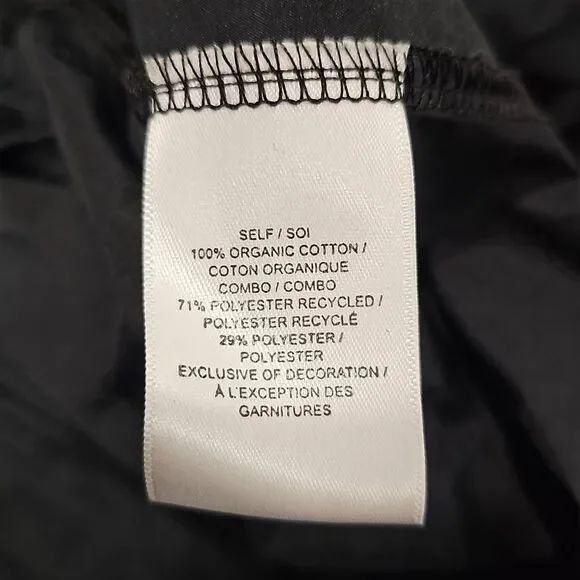 SELF / SOI
100% ORGANIC COTTON /
COTON ORGANIQUE
COMBO / COMBO
71% POLYESTER RECYCLED /
POLYESTER RECYCLÉ
29% POLYESTER /
POLYESTER
EXCLUSIVE OF DECORATION /
À L'EXCEPTION DES
GARNITURES